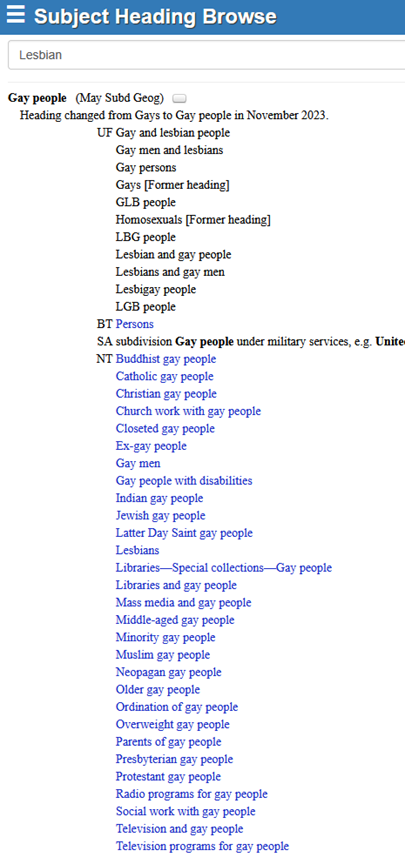 Subject Heading Browse
Lesbian
Gay people (May Subd Geog)
Heading changed from Gays to Gay people in November 2023.
UF Gay and lesbian people
Gay men and lesbians
Gay persons
Gays [Former heading]
GLB people
Homosexuals [Former heading]
LBG people
Lesbian and gay people
Lesbians and gay men
Lesbigay people
LGB people
BT Persons
SA subdivision Gay people under military services, e.g. Unite
NT Buddhist gay people
Catholic gay people
Christian gay people
Church work with gay people
Closeted gay people
Ex-gay people
Gay men
Gay people with disabilities
Indian gay people
Jewish gay people
Latter Day Saint gay people
Lesbians
Libraries—Special collections—Gay people
Libraries and gay people
Mass media and gay people
Middle-aged gay people
Minority gay people
Muslim gay people
Neopagan gay people
Older gay people
Ordination of gay people
Overweight gay people
Parents of gay people
Presbyterian gay people
Protestant gay people
Radio programs for gay people
Social work with gay people
Television and gay people
Television programs for gay people